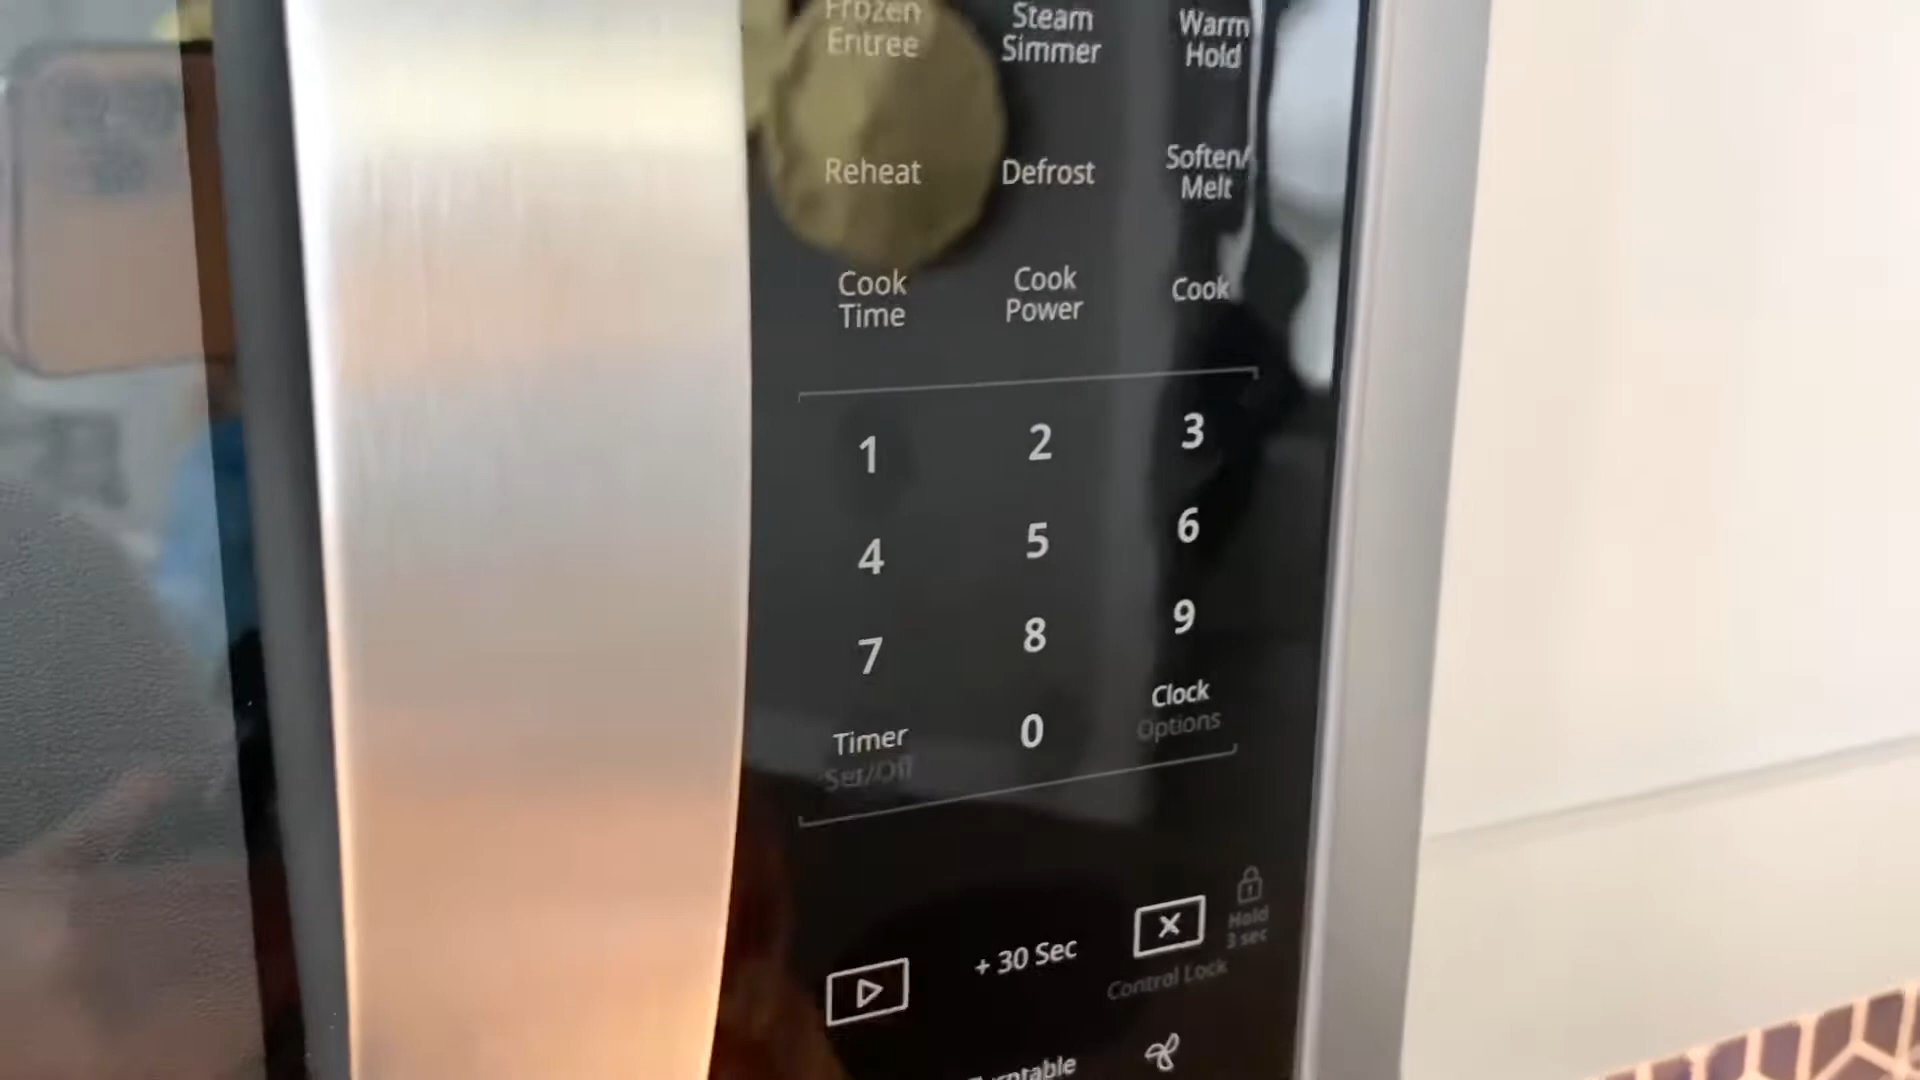 Frozen
Entree
Steam
Simmer
Warm
Hold
Reheat
Defrost
Soften/
Melt
Cook
Time
Cook
Power
Cook
1
2
3
4
5
6
7
8
9
Timer
Set/Off
0
Clock
Options
+ 30 Sec
Hold
3 sec
Control Lock